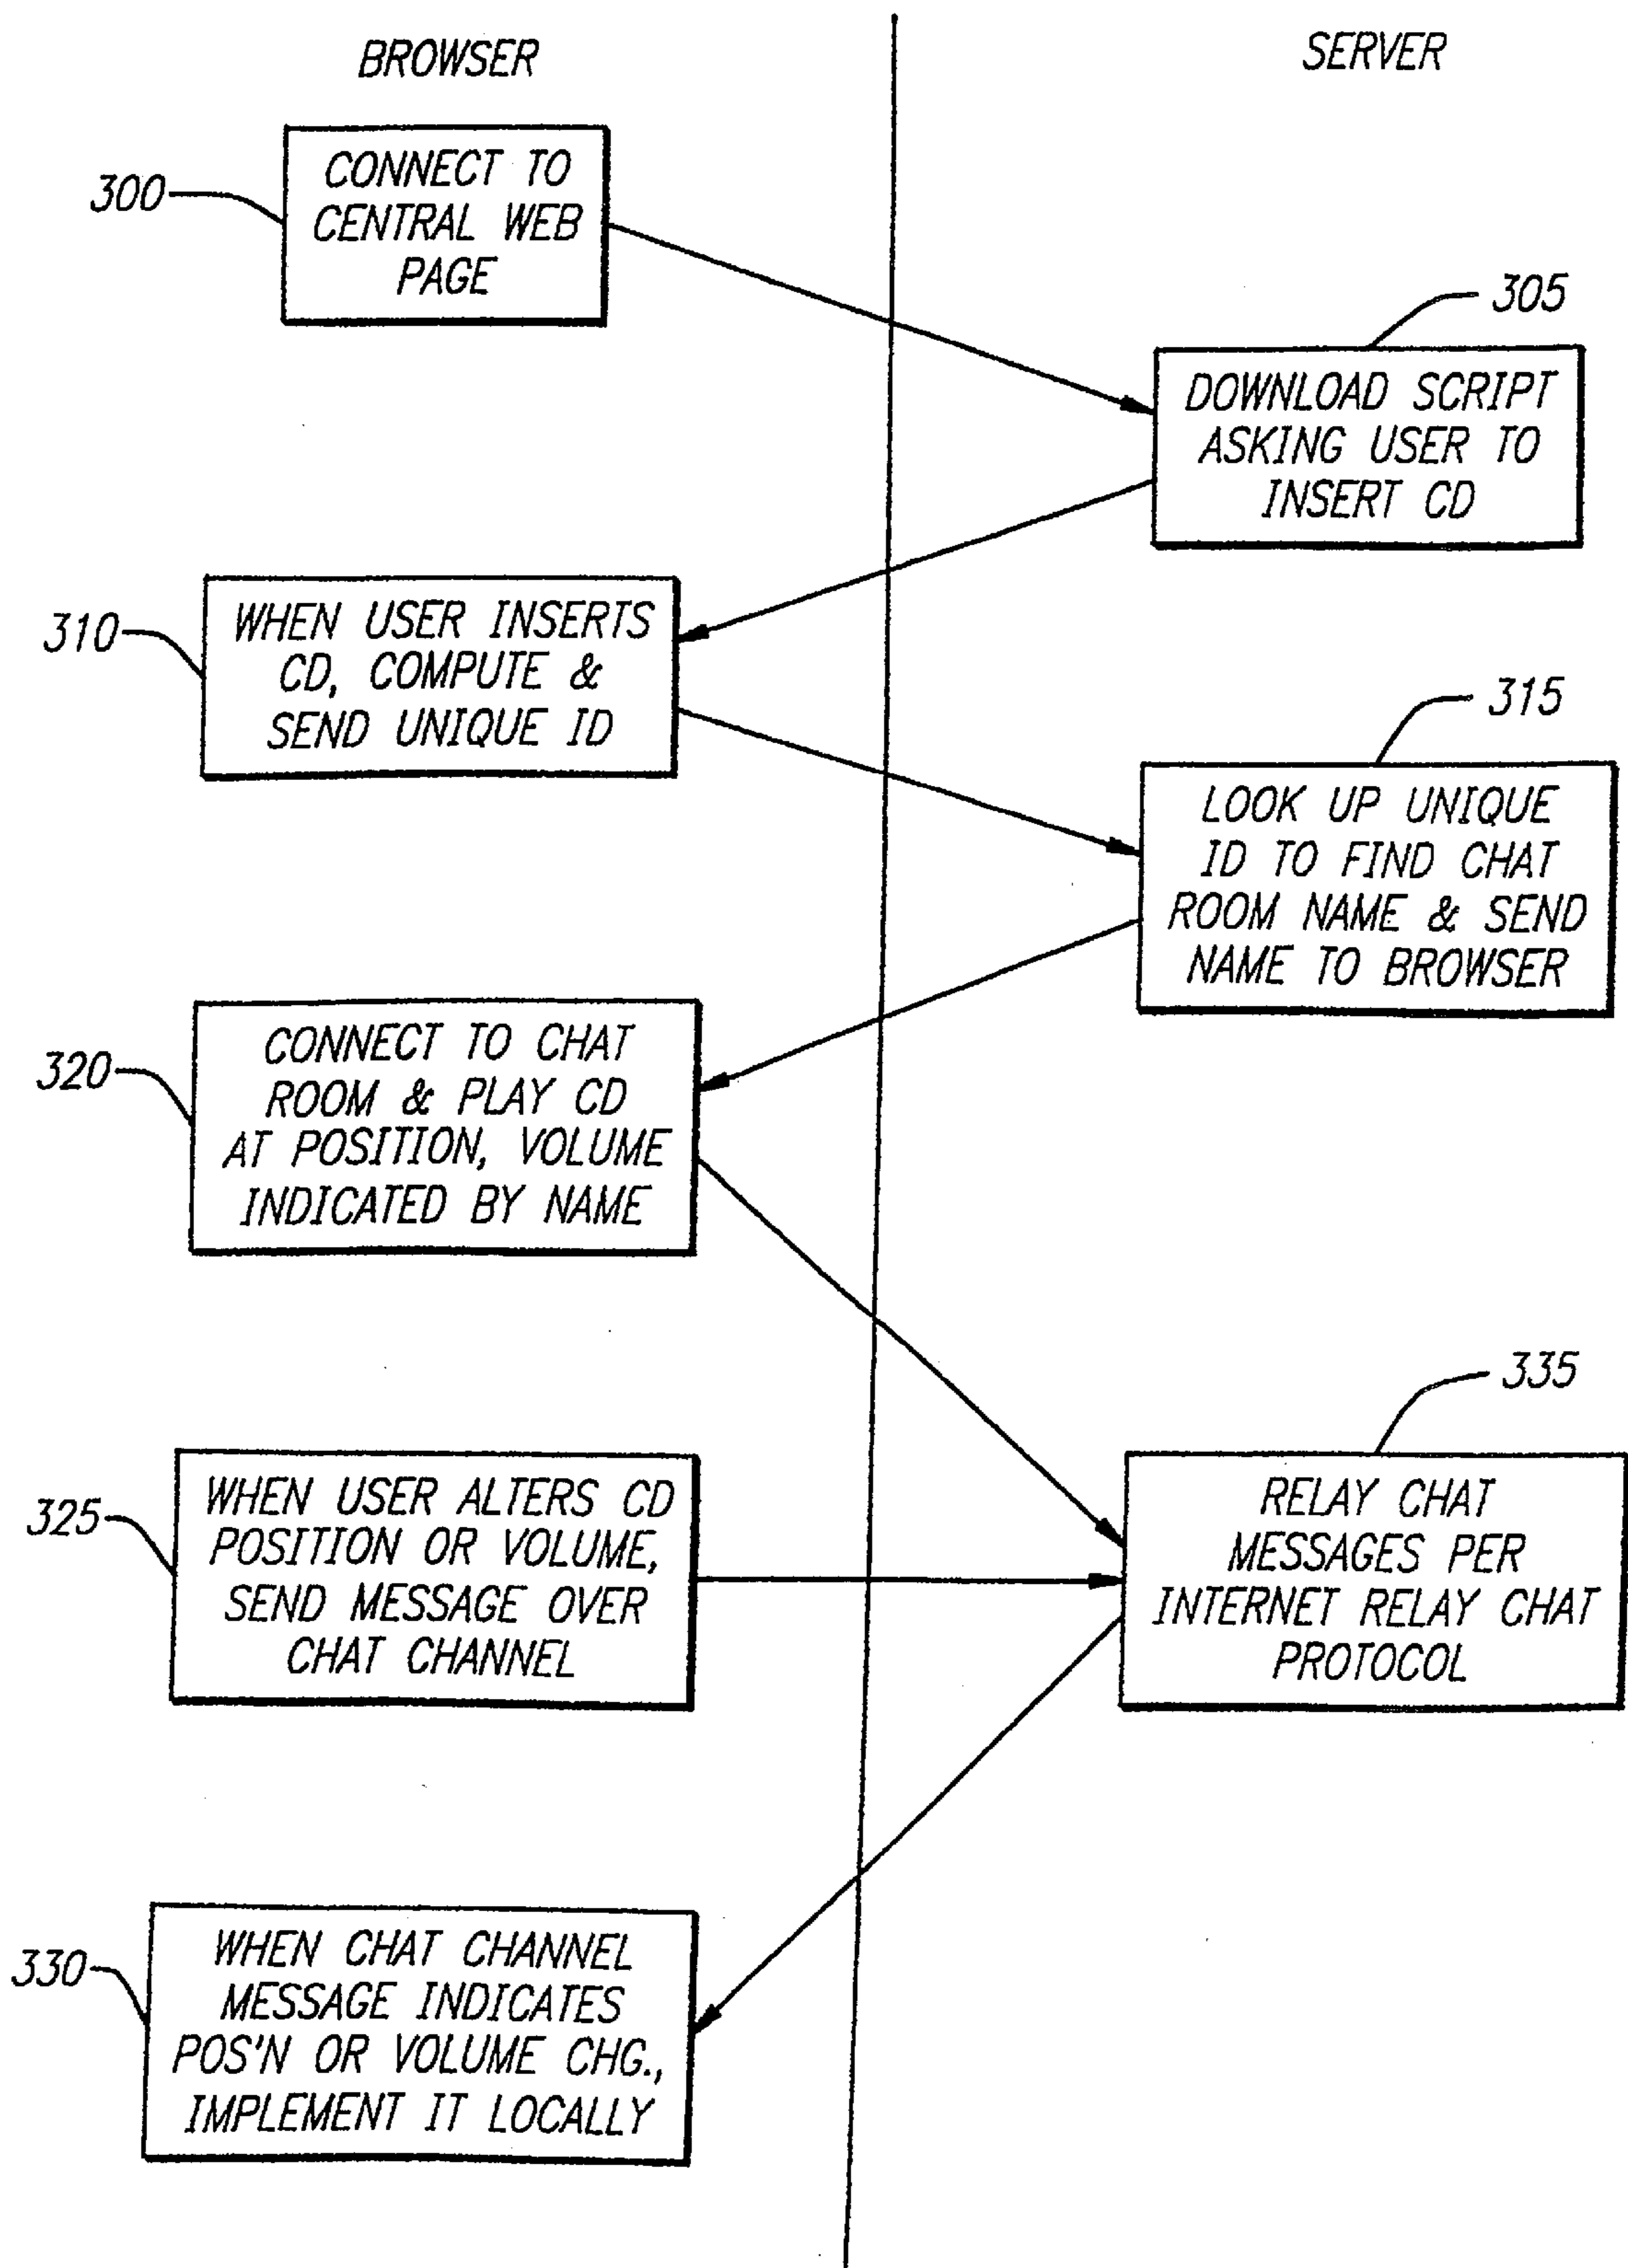 BROWSER
SERVER
300
CONNECT TO
CENTRAL WEB
PAGE
305
DOWNLOAD SCRIPT
ASKING USER TO
INSERT CD
310
WHEN USER INSERTS
CD, COMPUTE &
SEND UNIQUE ID
315
LOOK UP UNIQUE
ID TO FIND CHAT
ROOM NAME & SEND
NAME TO BROWSER
320
CONNECT TO CHAT
ROOM & PLAY CD
AT POSITION, VOLUME
INDICATED BY NAME
325
WHEN USER ALTERS CD
POSITION OR VOLUME,
SEND MESSAGE OVER
CHAT CHANNEL
335
RELAY CHAT
MESSAGES PER
INTERNET RELAY CHAT
PROTOCOL
330
WHEN CHAT CHANNEL
MESSAGE INDICATES
POS'N OR VOLUME CHG.,
IMPLEMENT IT LOCALLY